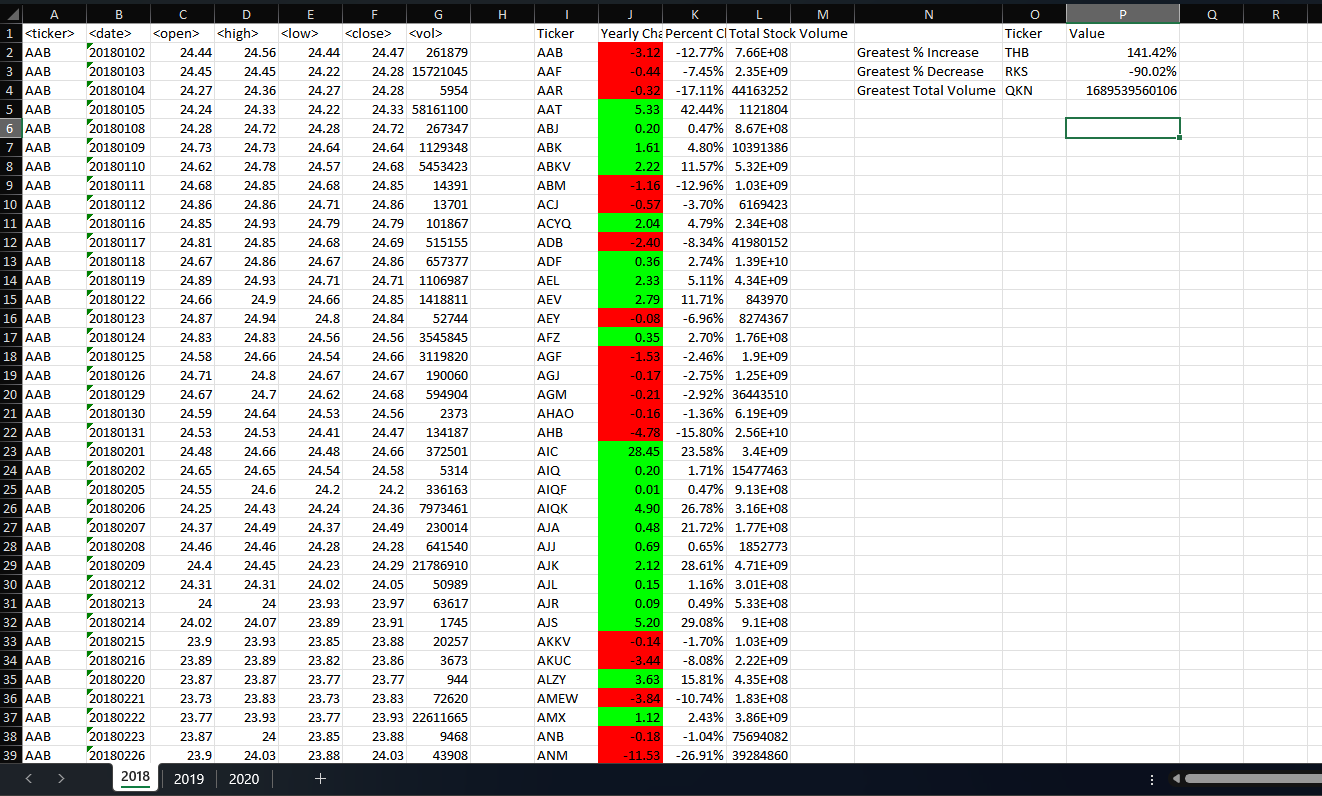 A B C D E F G H I J K L M N O P Q R
1 <ticker> <date> <open> <high> <low> <close> <vol> Ticker Yearly Cha Percent Cl Total Stock Volume Ticker Value
2 AAB 20180102 24.44 24.56 24.44 24.47 261879 AAB -3.12 -12.77% 7.66E+08 Greatest % Increase THB 141.42%
3 AAB 20180103 24.45 24.45 24.22 24.28 15721045 AAF -0.44 -7.45% 2.35E+09 Greatest % Decrease RKS -90.02%
4 AAB 20180104 24.27 24.36 24.27 24.28 5954 AAR -0.32 -17.11% 44163252 Greatest Total Volume QKN 1689539560106
5 AAB 20180105 24.24 24.33 24.22 24.33 58161100 AAT 5.33 42.44% 1121804
6 AAB 20180108 24.28 24.72 24.28 24.72 267347 ABJ 0.20 0.47% 8.67E+08
7 AAB 20180109 24.73 24.73 24.64 24.64 1129348 ABK 1.61 4.80% 10391386
8 AAB 20180110 24.62 24.78 24.57 24.68 5453423 ABKV 2.22 11.57% 5.32E+09
9 AAB 20180111 24.68 24.85 24.68 24.85 14391 ABM -1.16 -12.96% 1.03E+09
10 AAB 20180112 24.86 24.86 24.71 24.86 13701 ACJ -0.57 -3.70% 6169423
11 AAB 20180116 24.85 24.93 24.79 24.79 101867 ACYQ 2.04 4.79% 2.34E+08
12 AAB 20180117 24.81 24.85 24.68 24.69 515155 ADB -2.40 -8.34% 41980152
13 AAB 20180118 24.67 24.86 24.67 24.86 657377 ADF 0.36 2.74% 1.39E+10
14 AAB 20180119 24.89 24.93 24.71 24.71 1106987 AEL 2.33 5.11% 4.34E+09
15 AAB 20180122 24.66 24.9 24.66 24.85 1418811 AEV 2.79 11.71% 843970
16 AAB 20180123 24.87 24.94 24.8 24.84 52744 AEY -0.08 -6.96% 8274367
17 AAB 20180124 24.83 24.83 24.56 24.56 3545845 AFZ 0.35 2.70% 1.76E+08
18 AAB 20180125 24.58 24.66 24.54 24.66 3119820 AGF -1.53 -2.46% 1.9E+09
19 AAB 20180126 24.71 24.8 24.67 24.67 190060 AGJ -0.17 -2.75% 1.25E+09
20 AAB 20180129 24.67 24.7 24.62 24.68 594904 AGM -0.21 -2.92% 36443510
21 AAB 20180130 24.59 24.64 24.53 24.56 2373 AHAO -0.16 -1.36% 6.19E+09
22 AAB 20180131 24.53 24.53 24.41 24.47 134187 AHB -4.78 -15.80% 2.56E+10
23 AAB 20180201 24.48 24.66 24.48 24.66 372501 AIC 28.45 23.58% 3.4E+09
24 AAB 20180202 24.65 24.65 24.54 24.58 5314 AIQ 0.20 1.71% 15477463
25 AAB 20180205 24.55 24.6 24.2 24.2 336163 AIQF 0.01 0.47% 9.13E+08
26 AAB 20180206 24.25 24.43 24.24 24.36 7973461 AIQK 4.90 26.78% 3.16E+08
27 AAB 20180207 24.37 24.49 24.37 24.49 230014 AJA 0.48 21.72% 1.77E+08
28 AAB 20180208 24.46 24.46 24.28 24.28 641540 AJJ 0.69 0.65% 1852773
29 AAB 20180209 24.4 24.45 24.23 24.29 21786910 AJK 2.12 28.61% 4.71E+09
30 AAB 20180212 24.31 24.31 24.02 24.05 50989 AJL 0.15 1.16% 3.01E+08
31 AAB 20180213 24 24 23.93 23.97 63617 AJR 0.09 0.49% 5.33E+08
32 AAB 20180214 24.02 24.07 23.89 23.91 1745 AJS 5.20 29.08% 9.1E+08
33 AAB 20180215 23.9 23.93 23.85 23.88 20257 AKKV -0.14 -1.70% 1.03E+09
34 AAB 20180216 23.89 23.89 23.82 23.86 3673 AKUC -3.44 -8.08% 2.22E+09
35 AAB 20180220 23.87 23.87 23.77 23.77 944 ALZY 3.63 15.81% 4.35E+08
36 AAB 20180221 23.73 23.83 23.73 23.83 72620 AMEW -3.84 -10.74% 1.83E+08
37 AAB 20180222 23.77 23.93 23.77 23.93 22611665 AMX 1.12 2.43% 3.86E+09
38 AAB 20180223 23.87 24 23.85 23.88 9468 ANB -0.18 -1.04% 75694082
39 AAB 20180226 23.9 24.03 23.88 24.03 43908 ANM -11.53 -26.91% 39284860
2018 2019 2020